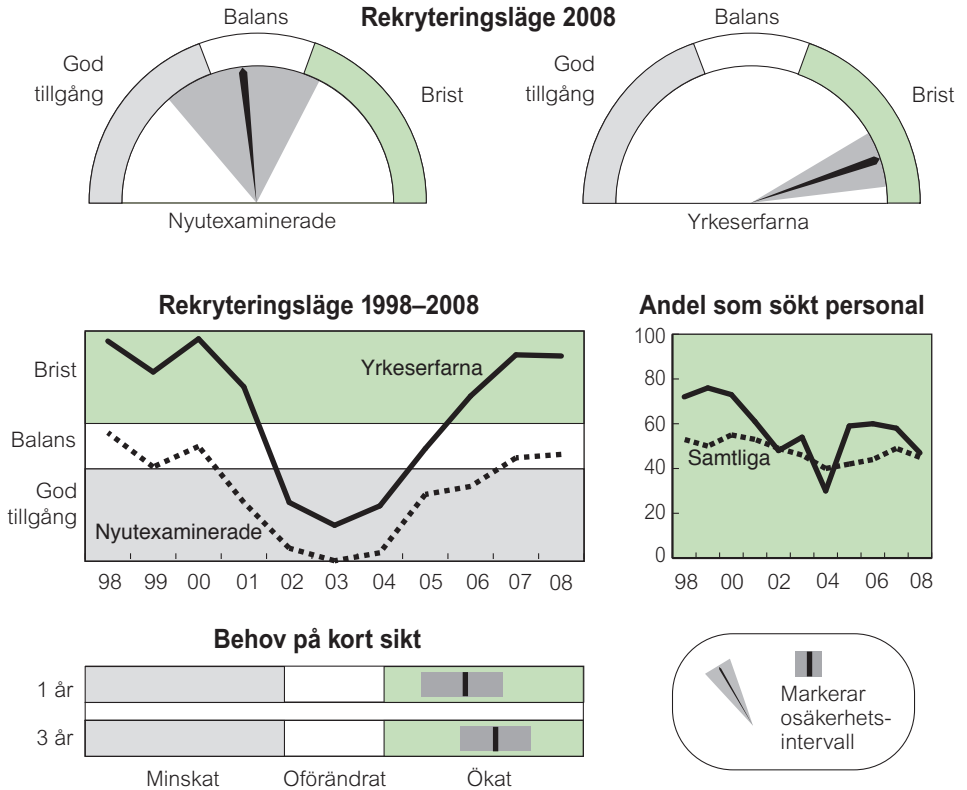 Rekryteringsläge 2008
Balans
God
tillgång
Brist
Nyutexaminerade
Balans
God
tillgång
Brist
Yrkeserfarna
Rekryteringsläge 1998–2008
Brist
Balans
God
tillgång
Yrkeserfarna
Nyutexaminerade
98 99 00 01 02 03 04 05 06 07 08
Andel som sökt personal
100
80
60
40
20
0
Samtliga
98 00 02 04 06 08
Behov på kort sikt
1 år
3 år
Minskat Oförändrat Ökat
Markerar
osäkerhets-
intervall